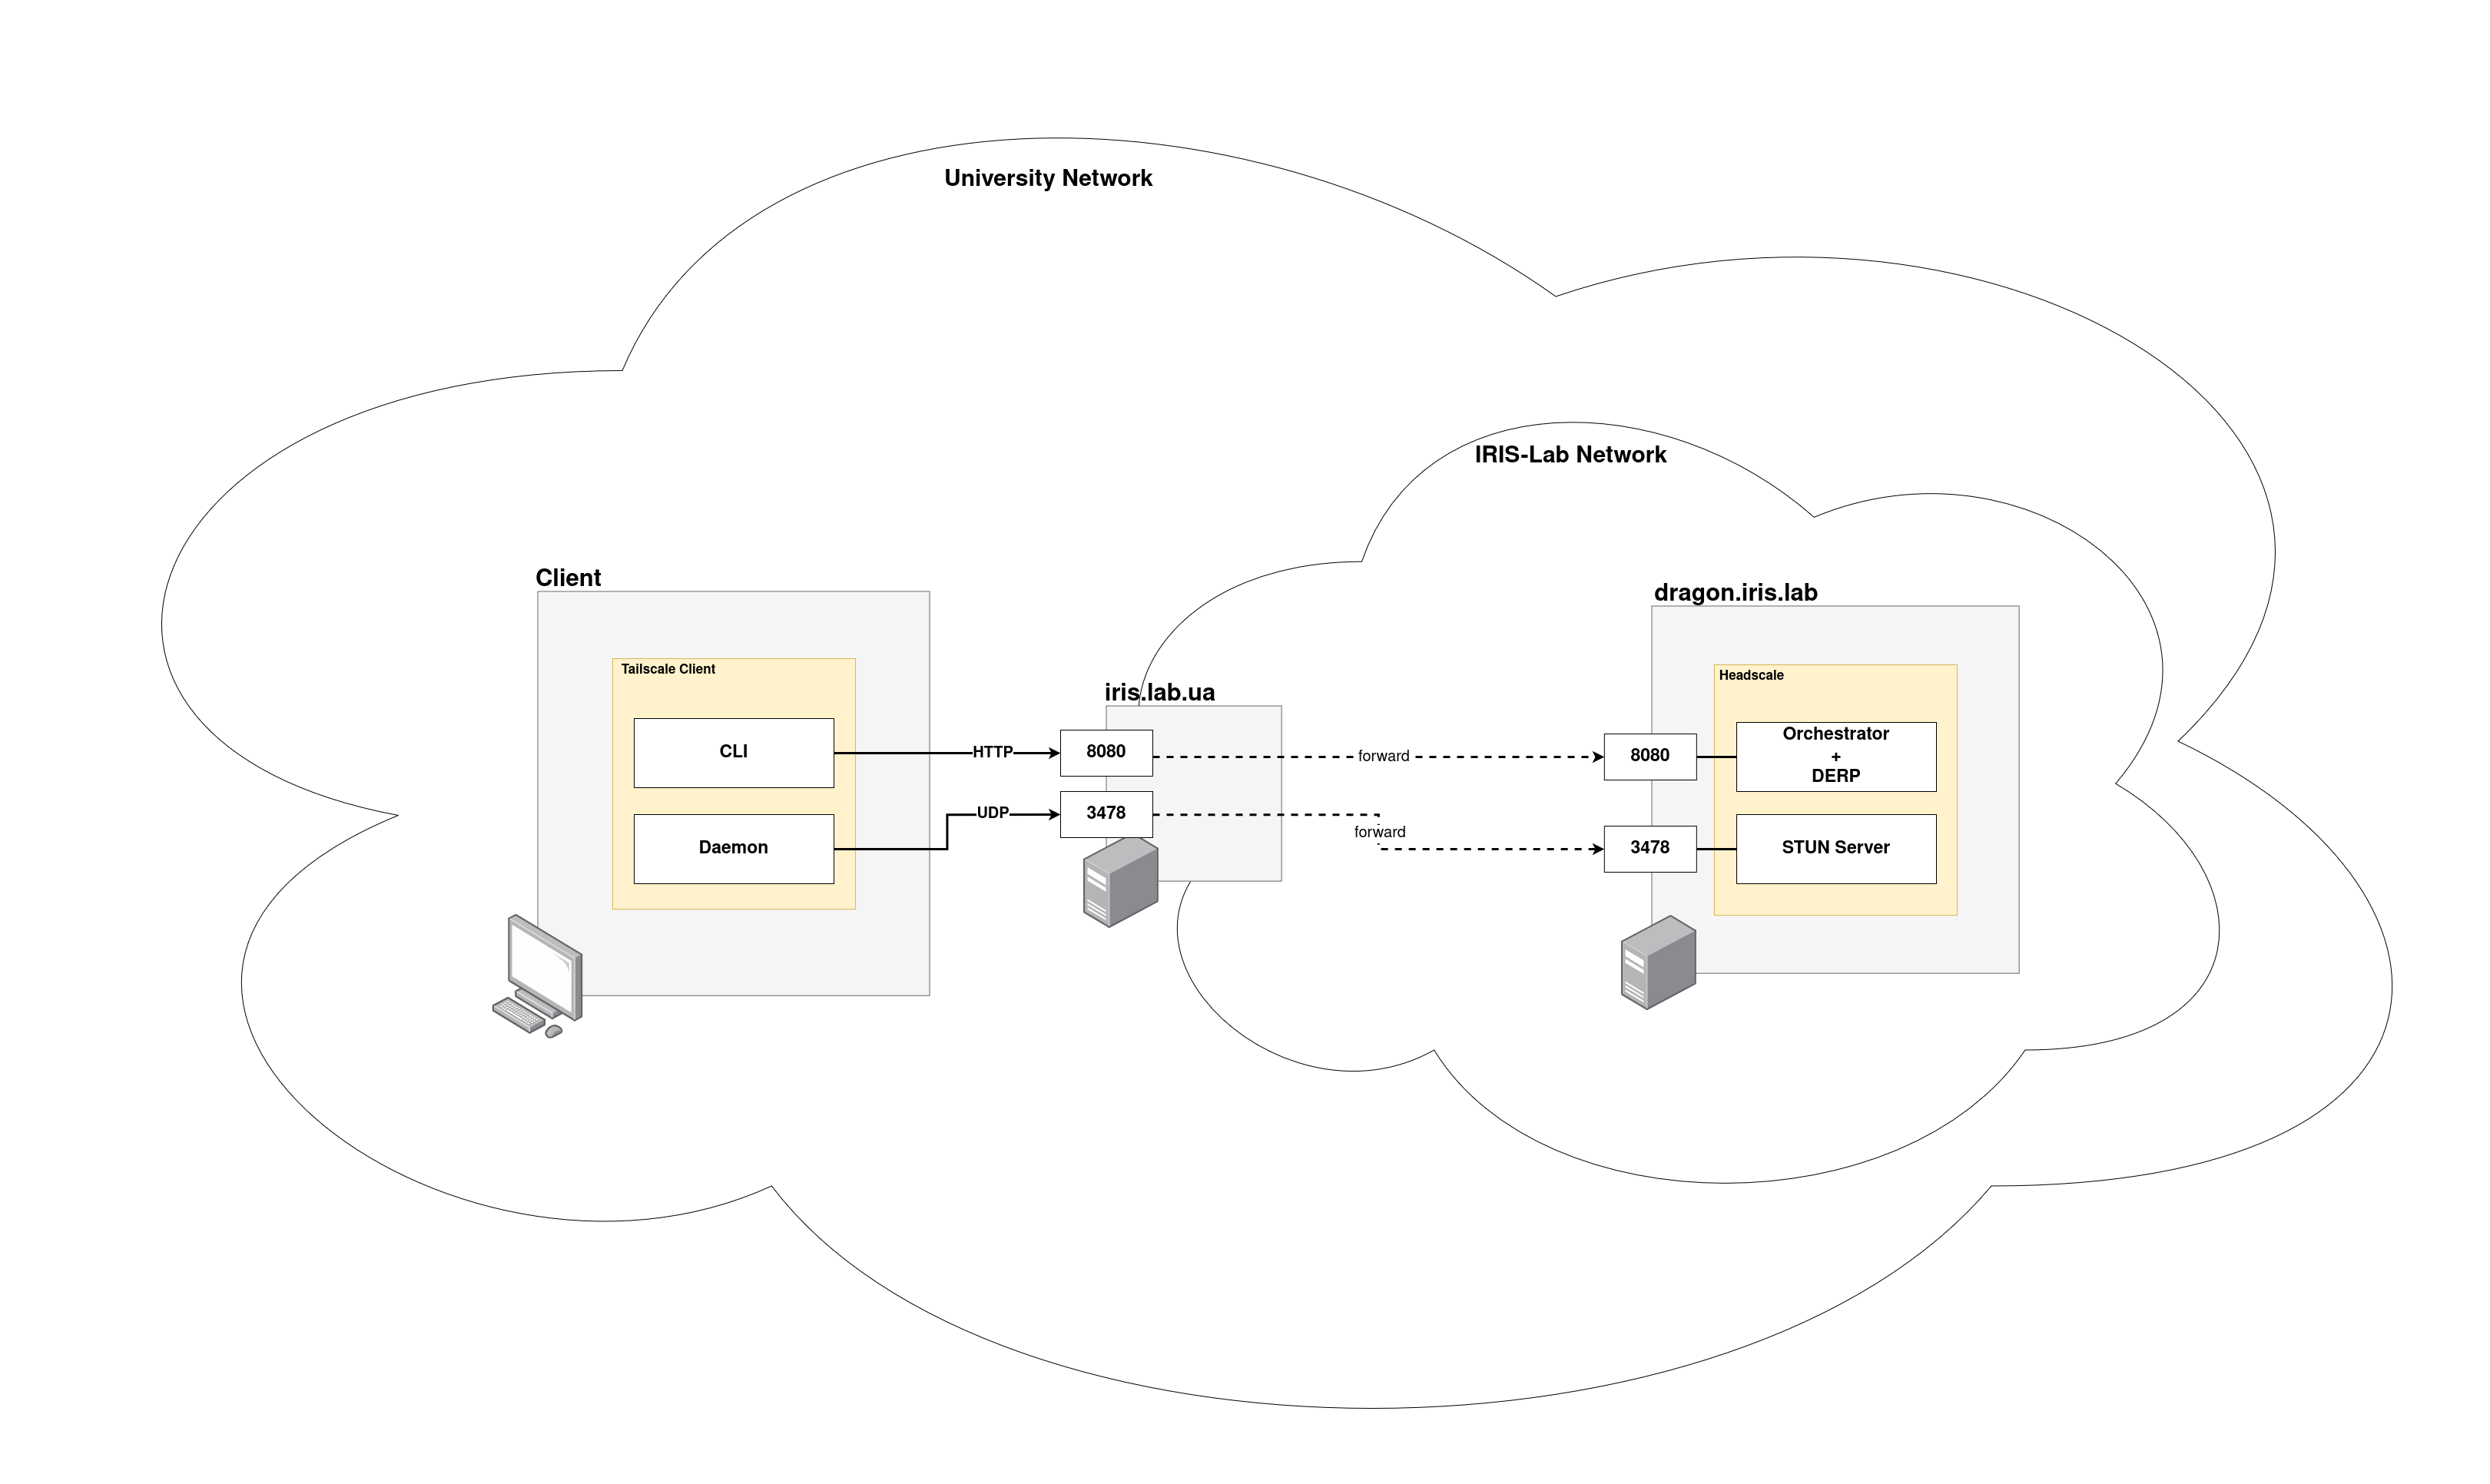 University Network
IRIS-Lab Network
Client
Tailscale Client
CLI
Daemon
HTTP
UDP
iris.lab.ua
8080
3478
forward
forward
dragon.iris.lab
8080
3478
Headscale
Orchestrator
+
DERP
STUN Server